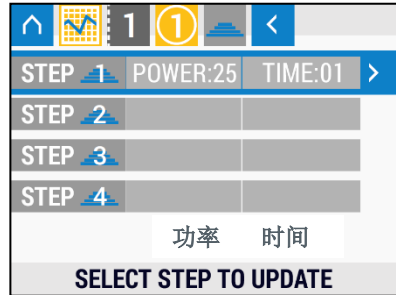 1 1
STEP 1 POWER:25 TIME:01
STEP 2
STEP 3
STEP 4
功率 时间
SELECT STEP TO UPDATE